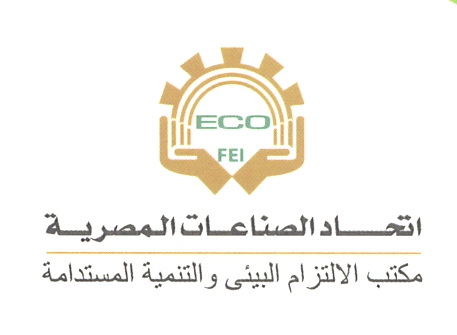 ECO
FEI
اتحاد الصناعات المصرية
مكتب الالتزام البيئى والتنمية المستدامة